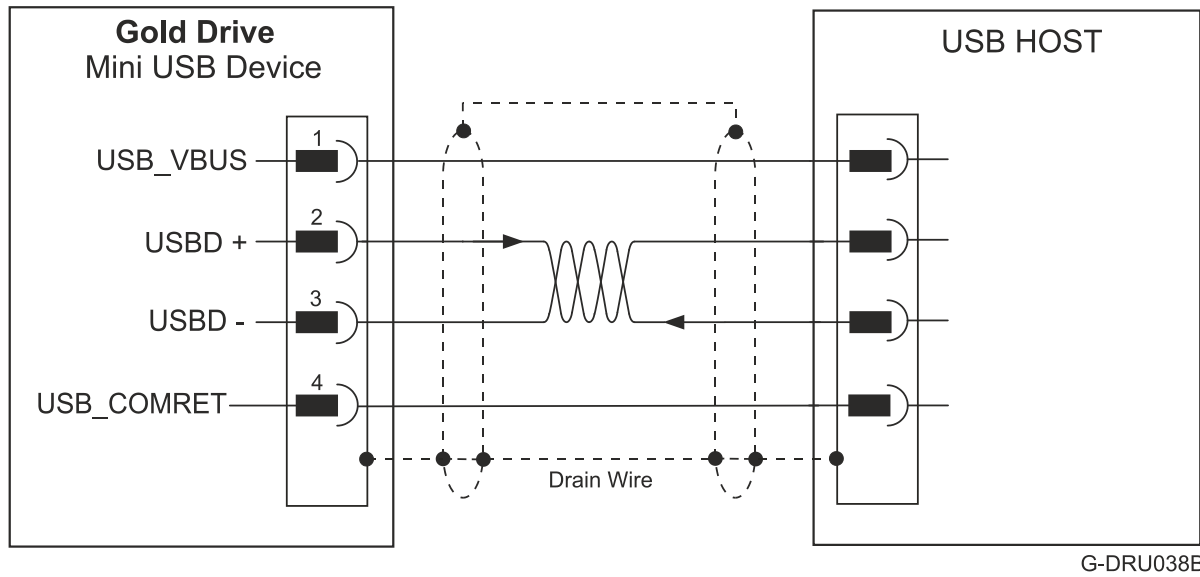 Gold Drive
Mini USB Device
USB HOST
1
USB_VBUS
2
USBD +
3
USBD -
4
USB_COMRET
Drain Wire
G-DRU038B